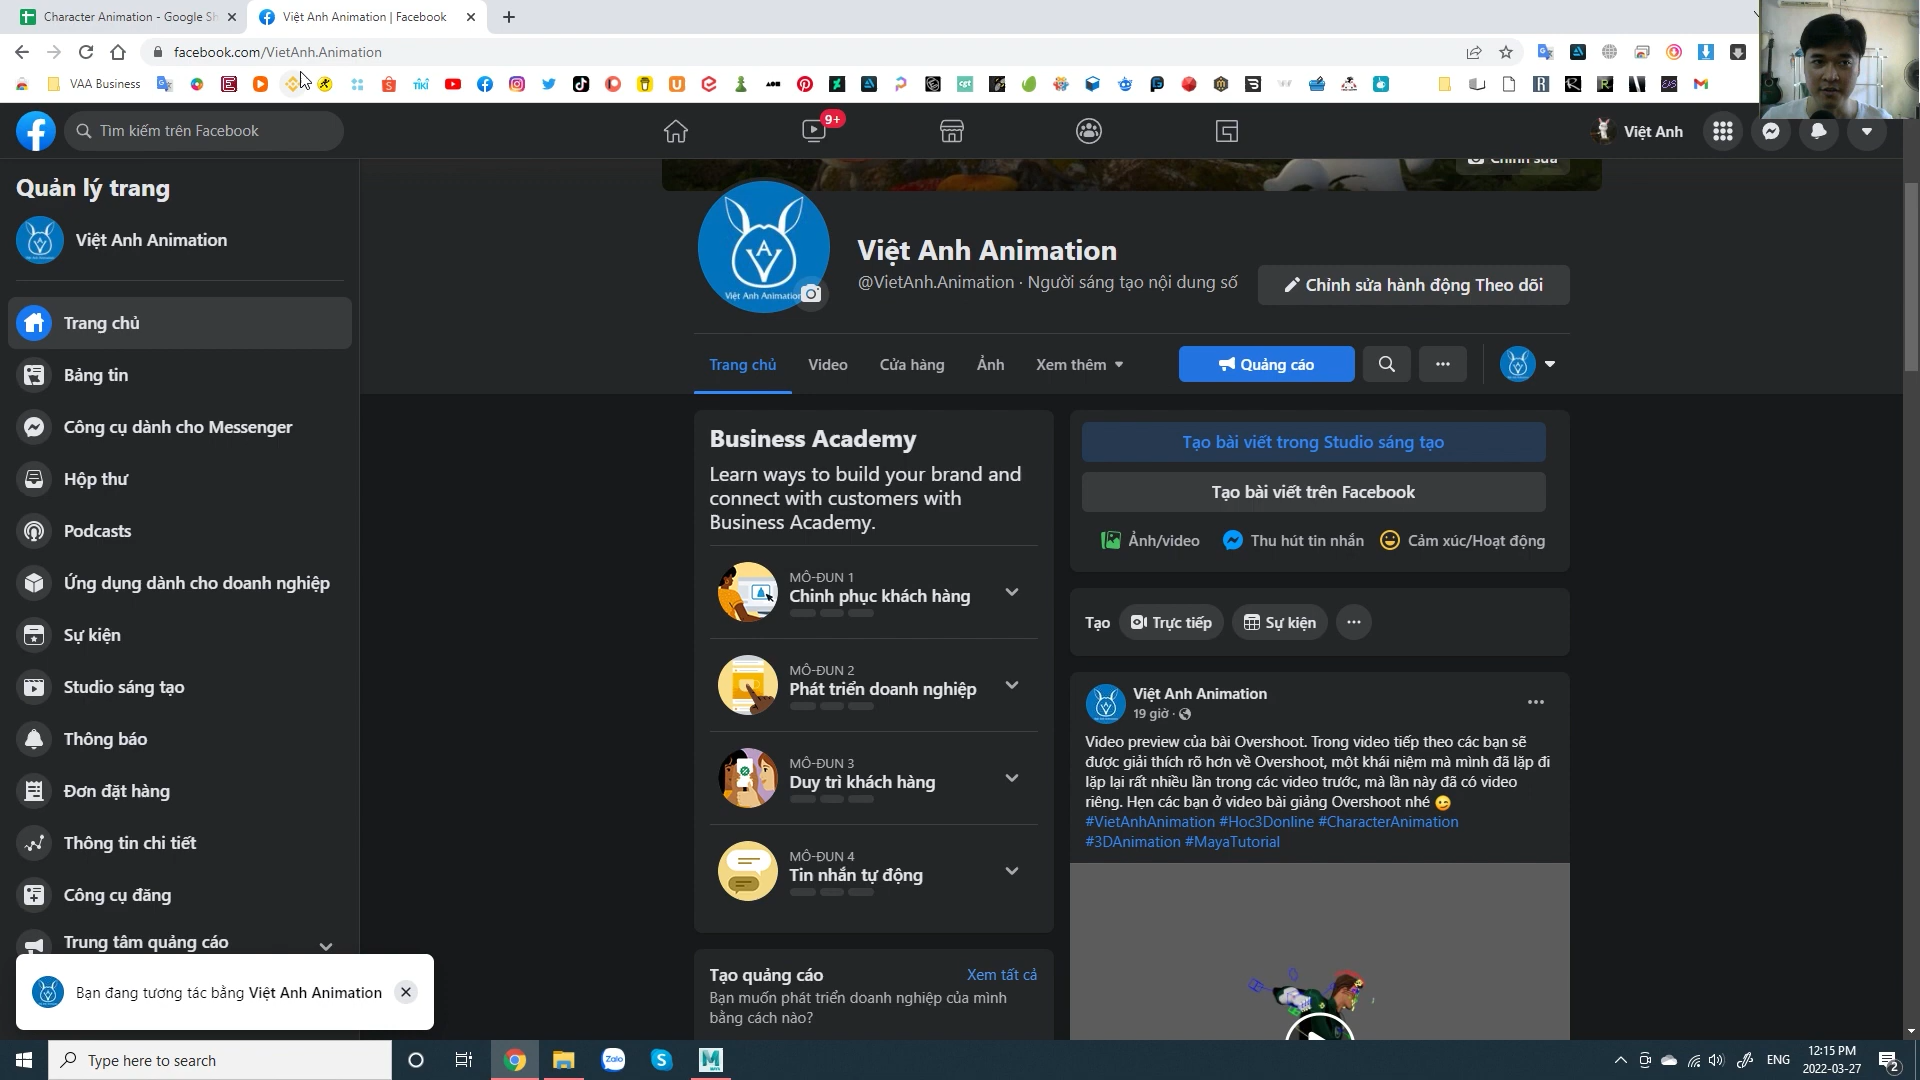 Character Animation - Google Sh
Việt Anh Animation | Facebook
facebook.com/VietAnh.Animation
VAA Business
Tìm kiếm trên Facebook
9+
Việt Anh
Quản lý trang
Việt Anh Animation
Trang chủ
Bảng tin
Công cụ dành cho Messenger
Hộp thư
Podcasts
Ứng dụng dành cho doanh nghiệp
Sự kiện
Studio sáng tạo
Thông báo
Đơn đặt hàng
Thông tin chi tiết
Công cụ đăng
Trung tâm quảng cáo
Bạn đang tương tác bằng Việt Anh Animation
Chỉnh sửa
Việt Anh Animation
Việt Anh Animation
@VietAnh.Animation · Người sáng tạo nội dung số
Chỉnh sửa hành động Theo dõi
Trang chủ
Video
Cửa hàng
Ảnh
Xem thêm
Quảng cáo
Business Academy
Learn ways to build your brand and
connect with customers with
Business Academy.
MÔ-ĐUN 1
Chinh phục khách hàng
MÔ-ĐUN 2
Phát triển doanh nghiệp
MÔ-ĐUN 3
Duy trì khách hàng
MÔ-ĐUN 4
Tin nhắn tự động
Tạo quảng cáo
Xem tất cả
Bạn muốn phát triển doanh nghiệp của mình
bằng cách nào?
Tạo bài viết trong Studio sáng tạo
Tạo bài viết trên Facebook
Ảnh/video
Thu hút tin nhắn
Cảm xúc/Hoạt động
Tạo
Trực tiếp
Sự kiện
Việt Anh Animation
19 giờ ·
Video preview của bài Overshoot. Trong video tiếp theo các bạn sẽ
được giải thích rõ hơn về Overshoot, một khái niệm mà mình đã lặp đi
lặp lại rất nhiều lần trong các video trước, mà lần này đã có video
riêng. Hẹn các bạn ở video bài giảng Overshoot nhé 😉
#VietAnhAnimation #Hoc3Donline #CharacterAnimation
#3DAnimation #MayaTutorial
Type here to search
Zalo
ENG
12:15 PM
2022-03-27
2